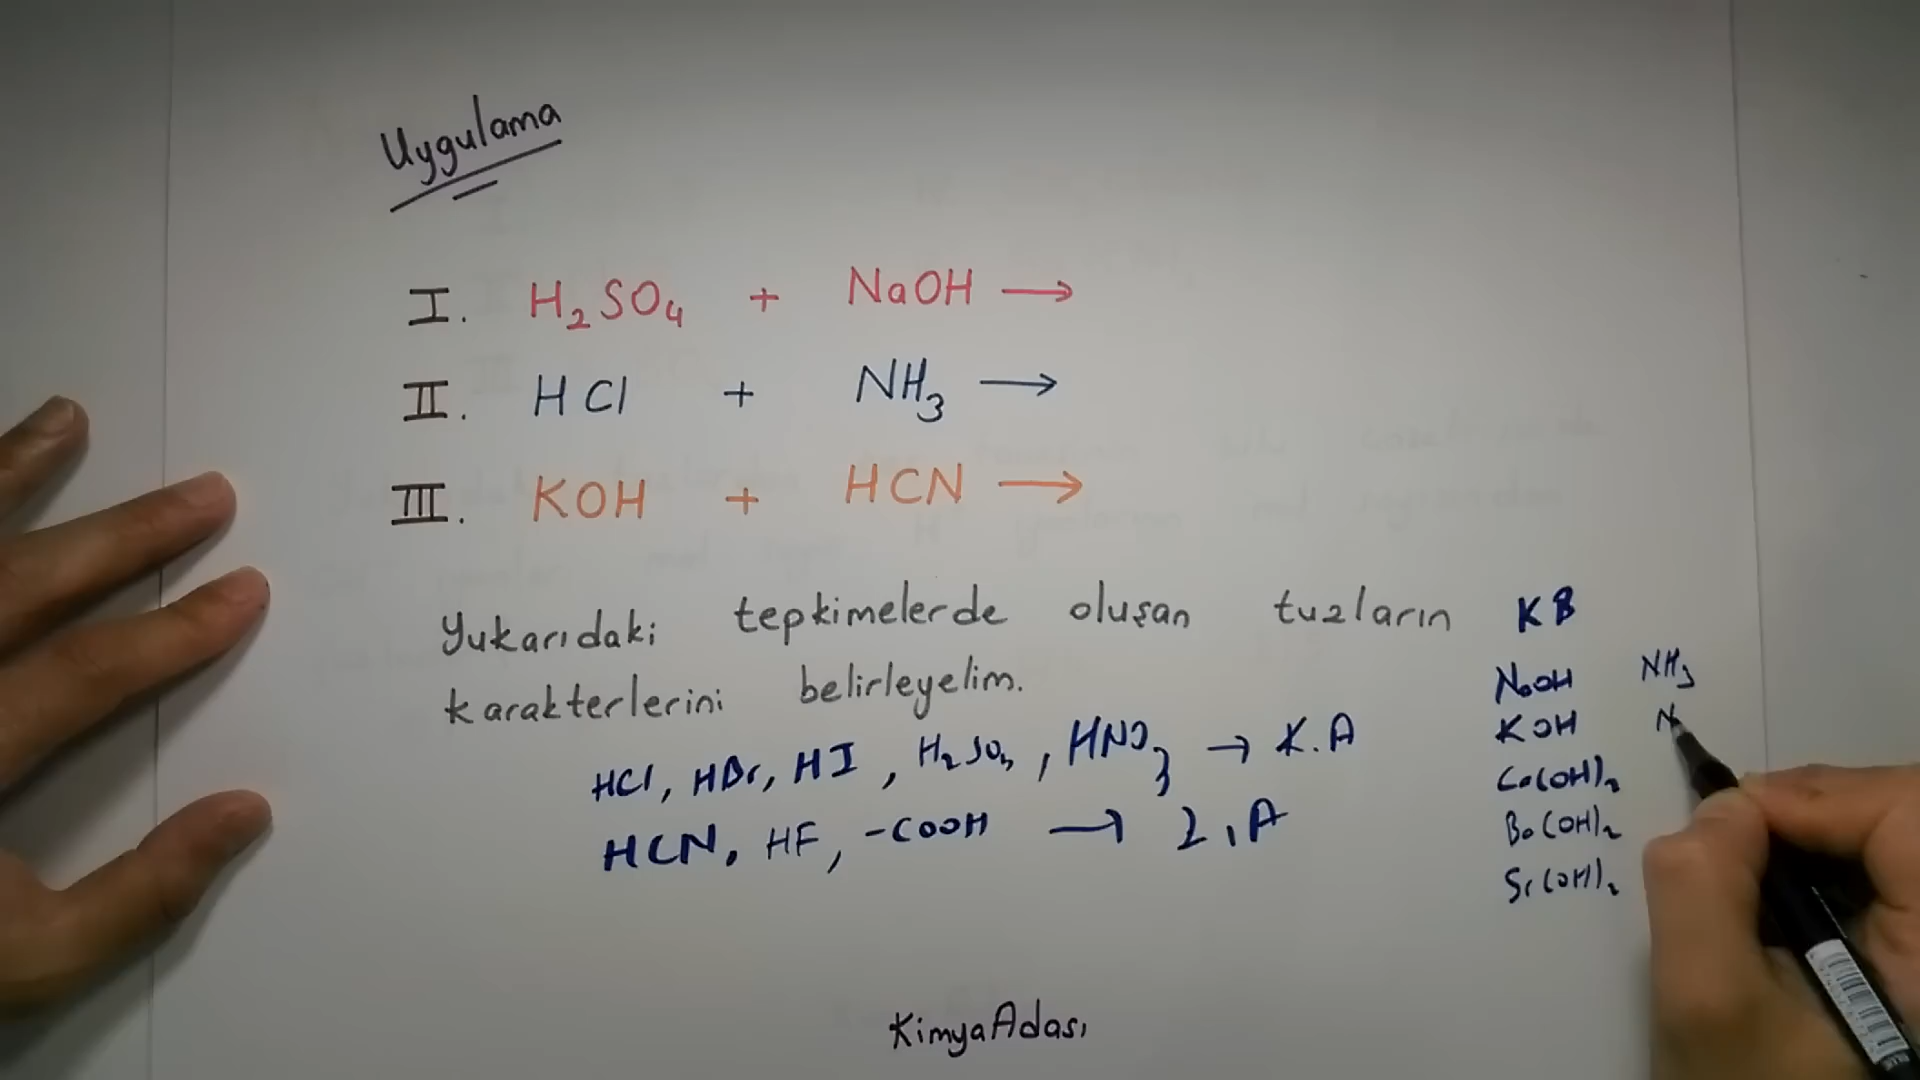 Uygulama
I. H₂SO₄ + NaOH →
II. HCl + NH₃ →
III. KOH + HCN →
Yukarıdaki tepkimelerde oluşan tuzların
karakterlerini belirleyelim.
HCl, HBr, HI, H₂SO₄, HNO₃ → K.A
HCN, HF, -COOH → Z.A
KB
NaOH NH₃
KOH N
Ca(OH)₂
Ba(OH)₂
Sr(OH)₂
KimyaAdası